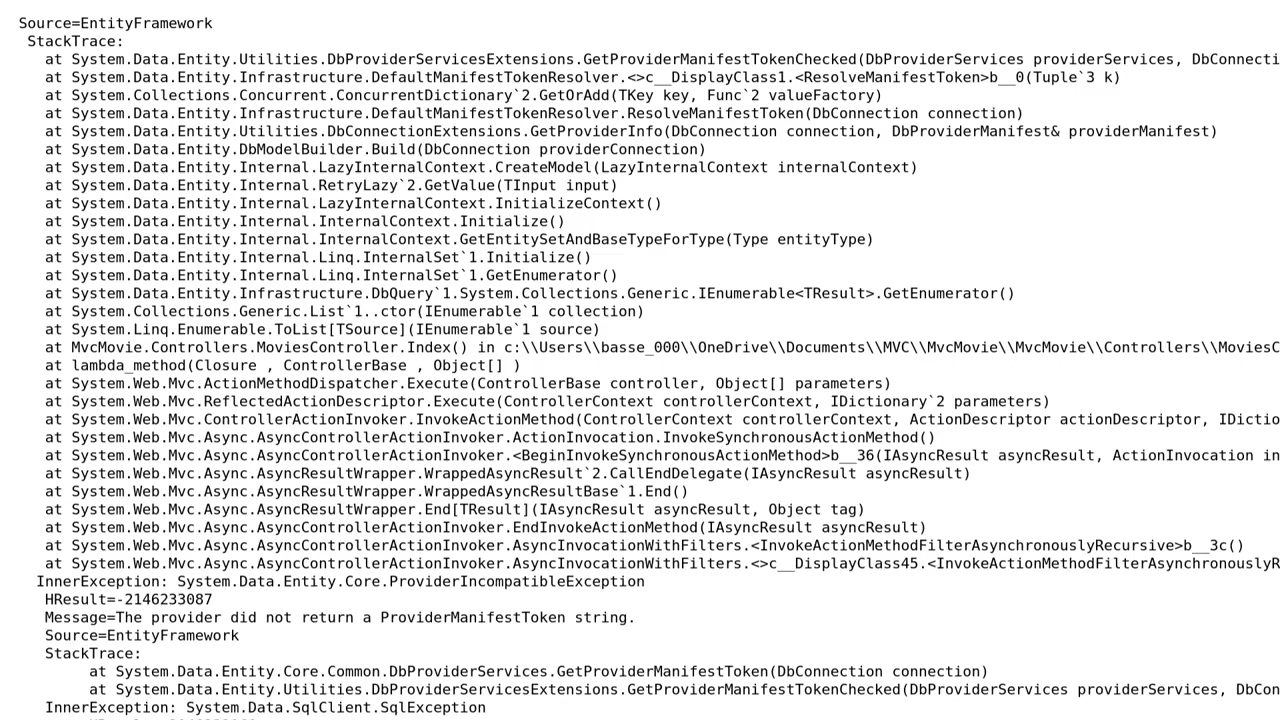 Source=EntityFramework
StackTrace:
at System.Data.Entity.Utilities.DbProviderServicesExtensions.GetProviderManifestTokenChecked(DbProviderServices providerServices, DbConnecti
at System.Data.Entity.Infrastructure.DefaultManifestTokenResolver.<>c__DisplayClass1.<ResolveManifestToken>b__0(Tuple`3 k)
at System.Collections.Concurrent.ConcurrentDictionary`2.GetOrAdd(TKey key, Func`2 valueFactory)
at System.Data.Entity.Infrastructure.DefaultManifestTokenResolver.ResolveManifestToken(DbConnection connection)
at System.Data.Entity.Utilities.DbConnectionExtensions.GetProviderInfo(DbConnection connection, DbProviderManifest& providerManifest)
at System.Data.Entity.DbModelBuilder.Build(DbConnection providerConnection)
at System.Data.Entity.Internal.LazyInternalContext.CreateModel(LazyInternalContext internalContext)
at System.Data.Entity.Internal.RetryLazy`2.GetValue(TInput input)
at System.Data.Entity.Internal.LazyInternalContext.InitializeContext()
at System.Data.Entity.Internal.InternalContext.Initialize()
at System.Data.Entity.Internal.InternalContext.GetEntitySetAndBaseTypeForType(Type entityType)
at System.Data.Entity.Internal.Linq.InternalSet`1.Initialize()
at System.Data.Entity.Internal.Linq.InternalSet`1.GetEnumerator()
at System.Data.Entity.Infrastructure.DbQuery`1.System.Collections.Generic.IEnumerable<TResult>.GetEnumerator()
at System.Collections.Generic.List`1..ctor(IEnumerable`1 collection)
at System.Linq.Enumerable.ToList[TSource](IEnumerable`1 source)
at MvcMovie.Controllers.MoviesController.Index() in c:\\Users\\basse_000\\OneDrive\\Documents\\MVC\\MvcMovie\\MvcMovie\\Controllers\\MoviesC
at lambda_method(Closure , ControllerBase , Object[] )
at System.Web.Mvc.ActionMethodDispatcher.Execute(ControllerBase controller, Object[] parameters)
at System.Web.Mvc.ReflectedActionDescriptor.Execute(ControllerContext controllerContext, IDictionary`2 parameters)
at System.Web.Mvc.ControllerActionInvoker.InvokeActionMethod(ControllerContext controllerContext, ActionDescriptor actionDescriptor, IDictio
at System.Web.Mvc.Async.AsyncControllerActionInvoker.ActionInvocation.InvokeSynchronousActionMethod()
at System.Web.Mvc.Async.AsyncControllerActionInvoker.<BeginInvokeSynchronousActionMethod>b__36(IAsyncResult asyncResult, ActionInvocation in
at System.Web.Mvc.Async.AsyncResultWrapper.WrappedAsyncResult`2.CallEndDelegate(IAsyncResult asyncResult)
at System.Web.Mvc.Async.AsyncResultWrapper.WrappedAsyncResultBase`1.End()
at System.Web.Mvc.Async.AsyncResultWrapper.End[TResult](IAsyncResult asyncResult, Object tag)
at System.Web.Mvc.Async.AsyncControllerActionInvoker.EndInvokeActionMethod(IAsyncResult asyncResult)
at System.Web.Mvc.Async.AsyncControllerActionInvoker.AsyncInvocationWithFilters.<InvokeActionMethodFilterAsynchronouslyRecursive>b__3c()
at System.Web.Mvc.Async.AsyncControllerActionInvoker.AsyncInvocationWithFilters.<>c__DisplayClass45.<InvokeActionMethodFilterAsynchronouslyR
InnerException: System.Data.Entity.Core.ProviderIncompatibleException
HResult=-2146233087
Message=The provider did not return a ProviderManifestToken string.
Source=EntityFramework
StackTrace:
at System.Data.Entity.Core.Common.DbProviderServices.GetProviderManifestToken(DbConnection connection)
at System.Data.Entity.Utilities.DbProviderServicesExtensions.GetProviderManifestTokenChecked(DbProviderServices providerServices, DbCon
InnerException: System.Data.SqlClient.SqlException